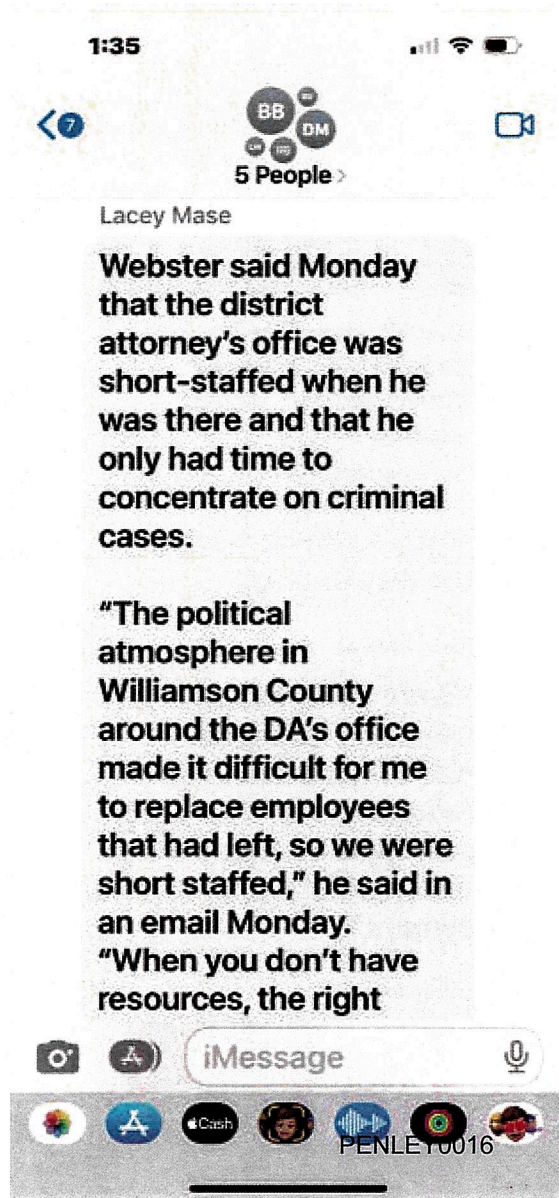 1:35
7
BB
DM
5 People >
Lacey Mase
Webster said Monday
that the district
attorney's office was
short-staffed when he
was there and that he
only had time to
concentrate on criminal
cases.
“The political
atmosphere in
Williamson County
around the DA’s office
made it difficult for me
to replace employees
that had left, so we were
short staffed,” he said in
an email Monday.
“When you don’t have
resources, the right
iMessage
Cash
PENLEY0016